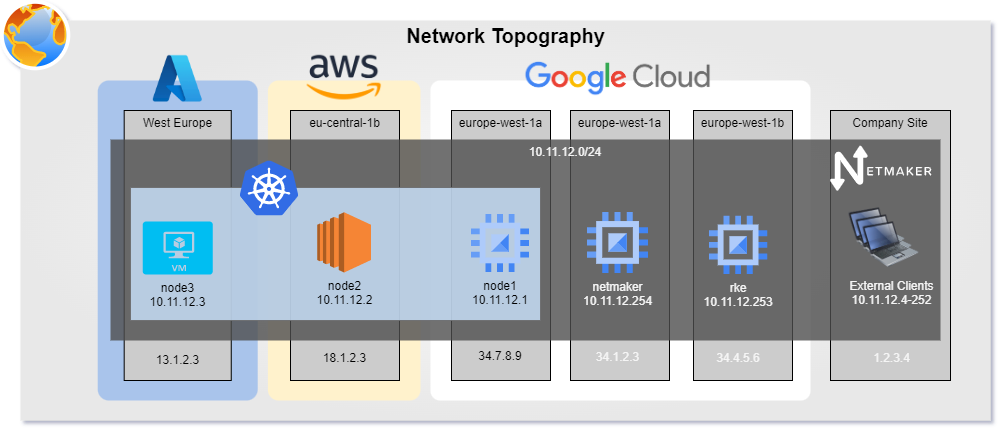 Network Topography
aws
Google Cloud
West Europe
eu-central-1b
europe-west-1a
europe-west-1a
europe-west-1b
Company Site
10.11.12.0/24
NETMAKER
VM
node3
10.11.12.3
node2
10.11.12.2
node1
10.11.12.1
netmaker
10.11.12.254
rke
10.11.12.253
External Clients
10.11.12.4-252
13.1.2.3
18.1.2.3
34.7.8.9
34.1.2.3
34.4.5.6
1.2.3.4